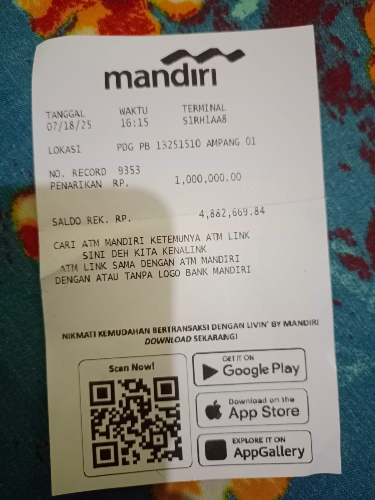 mandiri
TANGGAL WAKTU TERMINAL
07/18/25 16:15 S1RH1AA8
LOKASI PDG PB 13251510 AMPANG 01
NO. RECORD 9353
PENARIKAN RP. 1,000,000.00
SALDO REK. RP. 4,882,669.84
CARI ATM MANDIRI KETEMUNYA ATM LINK
SINI DEH KITA KENALINK
ATM LINK SAMA DENGAN ATM MANDIRI
DENGAN ATAU TANPA LOGO BANK MANDIRI
NIKMATI KEMUDAHAN BERTRANSAKSI DENGAN LIVIN' BY MANDIRI
DOWNLOAD SEKARANG!
Scan Now!
GET IT ON
Google Play
Download on the
App Store
EXPLORE IT ON
AppGallery